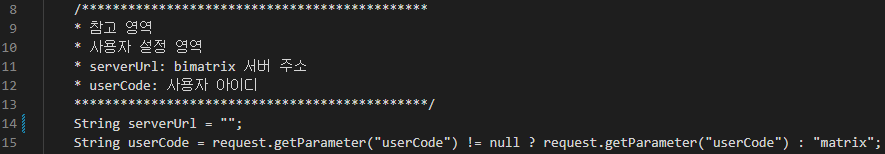 8 /*******************************************
9 * 참고 영역
10 * 사용자 설정 영역
11 * serverUrl: bimatrix 서버 주소
12 * userCode: 사용자 아이디
13 ********************************************/
14 String serverUrl = "";
15 String userCode = request.getParameter("userCode") != null ? request.getParameter("userCode") : "matrix";